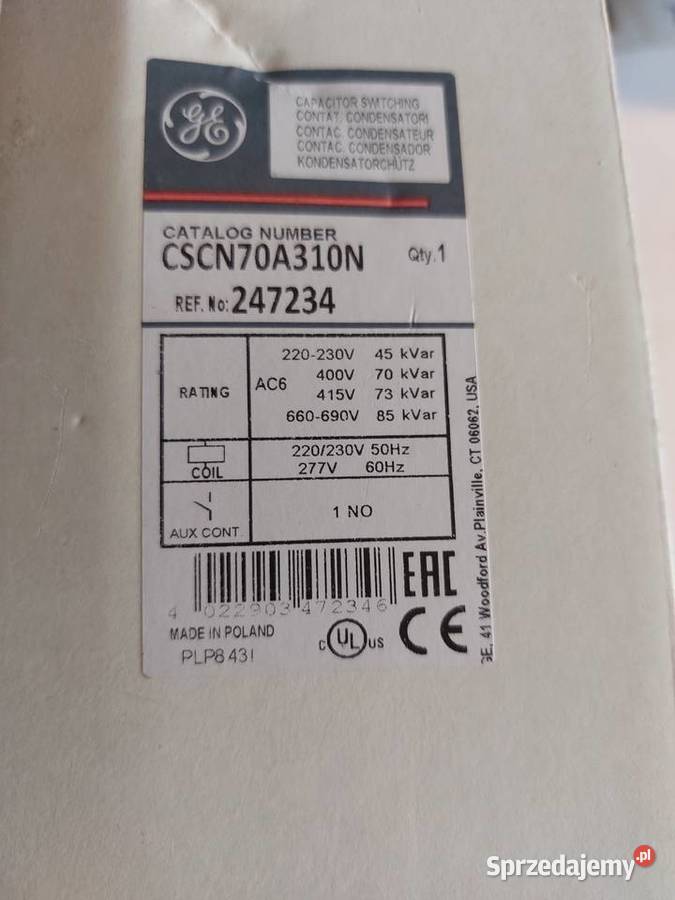 GE
CAPACITOR SWITCHING
CONTAT. CONDENSATORI
CONTAC. CONDENSATEUR
CONTAC. CONDENSADOR
KONDENSATORCHÜTZ
CATALOG NUMBER
CSCN70A310N Qty.1
REF. No: 247234
RATING
AC6
220-230V 45 kVar
400V 70 kVar
415V 73 kVar
660-690V 85 kVar
COIL
220/230V 50Hz
277V 60Hz
AUX CONT.
1 NO
4 022903 472346
EAC
MADE IN POLAND
PLP8431
c UL US
CE
GE, 41 Woodford Av.Plainville, CT 06062, USA
Sprzedajemy.pl